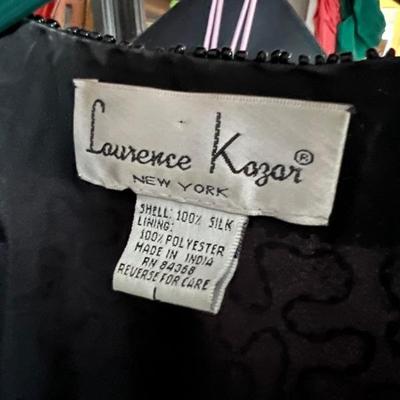 Laurence Kazar®
NEW YORK
SHELL: 100% SILK
LINING:
100% POLYESTER
MADE IN INDIA
RN 84368
REVERSE FOR CARE
L